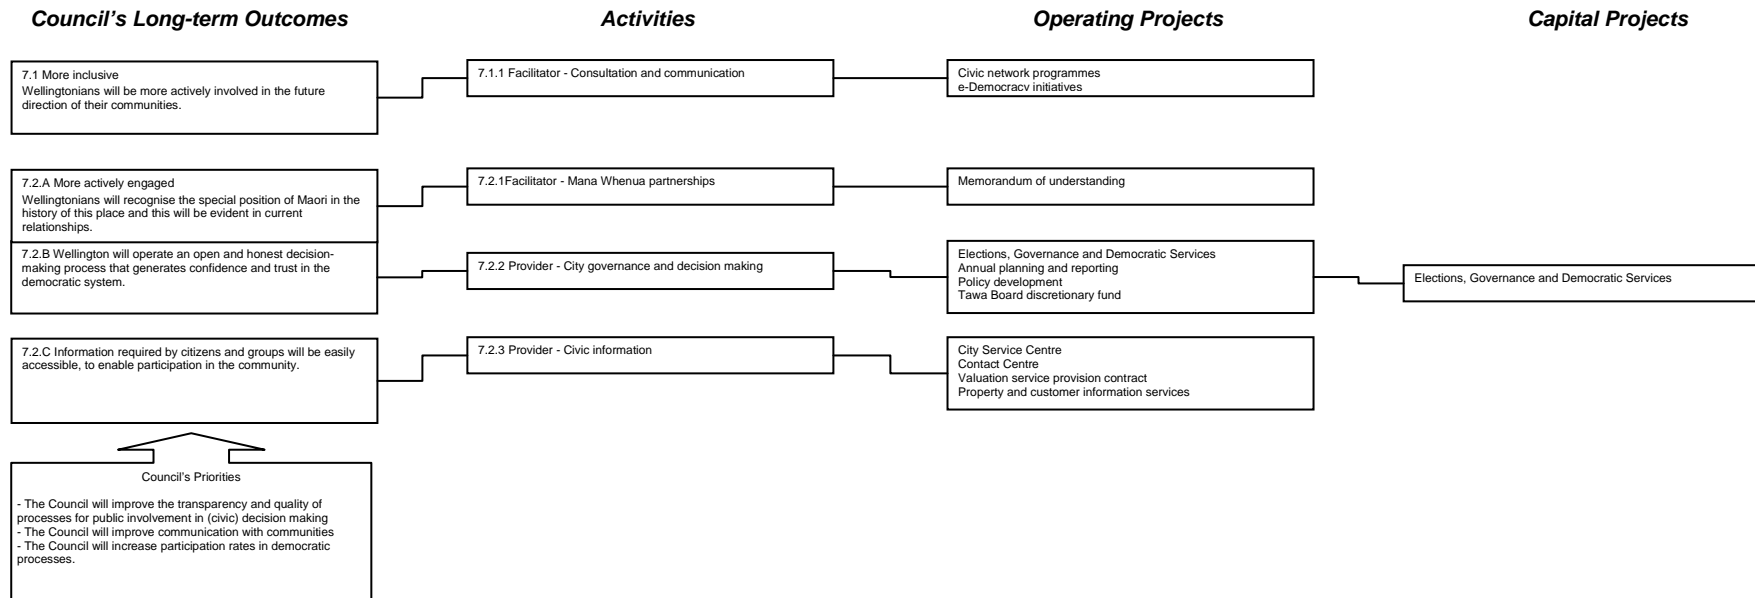 Council's Long-term Outcomes
Activities
Operating Projects
Capital Projects
7.1 More inclusive
Wellingtonians will be more actively involved in the future
direction of their communities.
7.1.1 Facilitator - Consultation and communication
Civic network programmes
e-Democracy initiatives
7.2.A More actively engaged
Wellingtonians will recognise the special position of Maori in the
history of this place and this will be evident in current
relationships.
7.2.1Facilitator - Mana Whenua partnerships
Memorandum of understanding
7.2.B Wellington will operate an open and honest decision-
making process that generates confidence and trust in the
democratic system.
7.2.2 Provider - City governance and decision making
Elections, Governance and Democratic Services
Annual planning and reporting
Policy development
Tawa Board discretionary fund
Elections, Governance and Democratic Services
7.2.C Information required by citizens and groups will be easily
accessible, to enable participation in the community.
7.2.3 Provider - Civic information
City Service Centre
Contact Centre
Valuation service provision contract
Property and customer information services
Council's Priorities
- The Council will improve the transparency and quality of
processes for public involvement in (civic) decision making
- The Council will improve communication with communities
- The Council will increase participation rates in democratic
processes.